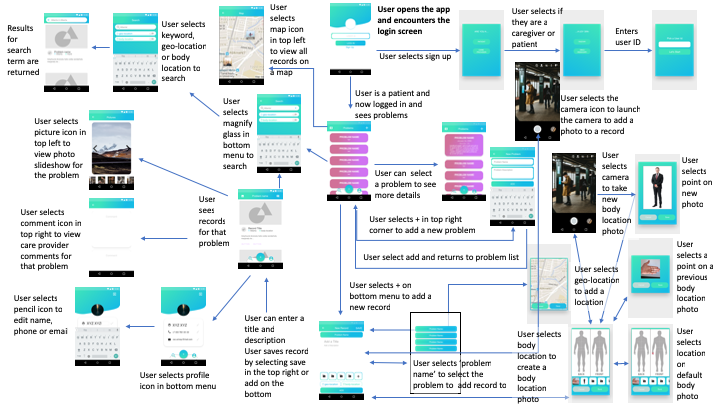 Results
for
search
term are
returned
User selects
keyword,
geo-location
or body
location to
search
User
selects
map icon
in top
left to
view all
records on
a map
User opens the app
and encounters the
login screen
User selects sign up
User selects if
they are a
caregiver or
patient
Enters
user ID
User is a patient and
now logged in and
sees problems
User selects the
camera icon to launch
the camera to add a
photo to a record
User selects
picture icon in
top left to
view photo
slideshow for
the problem
User
selects
magnify
glass in
bottom
menu to
search
User can select
a problem to see
more details
User
selects
camera
to take
new
body
location
photo
User
selects
point on
new
photo
User selects
comment icon in
top right to view
care provider
comments for
that problem
User
sees
records
for that
problem
User selects + in top right
corner to add a new problem
User select add and returns to problem list
User selects
geo-location
to add a
location
User
selects a
point on a
previous
body
location
photo
User selects
pencil icon to
edit name,
phone or emai
User selects profile
icon in bottom menu
User can enter a
title and
description
User saves record
by selecting save
in the top right or
add on the
bottom
User selects + on
bottom menu to add a
new record
User selects 'problem
name' to select the
problem to add record to
User selects
body
location to
create a
body
location
photo
User
selects
location
on
default
body
photo